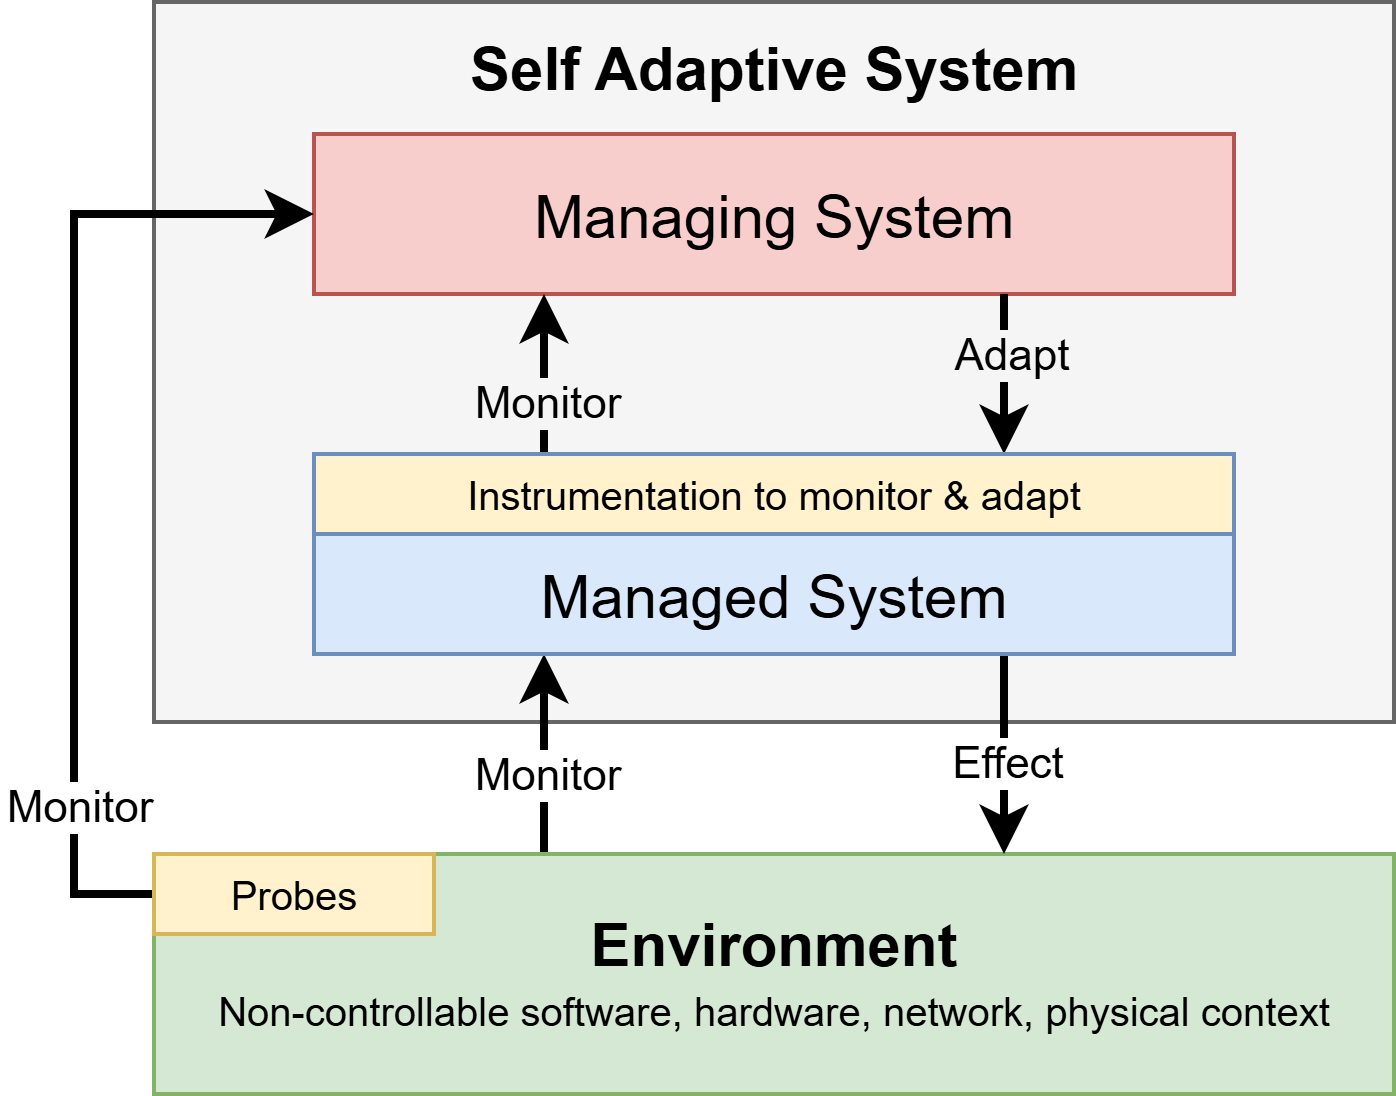 Self Adaptive System
Managing System
Adapt
Monitor
Instrumentation to monitor & adapt
Managed System
Effect
Monitor
Monitor
Probes
Environment
Non-controllable software, hardware, network, physical context